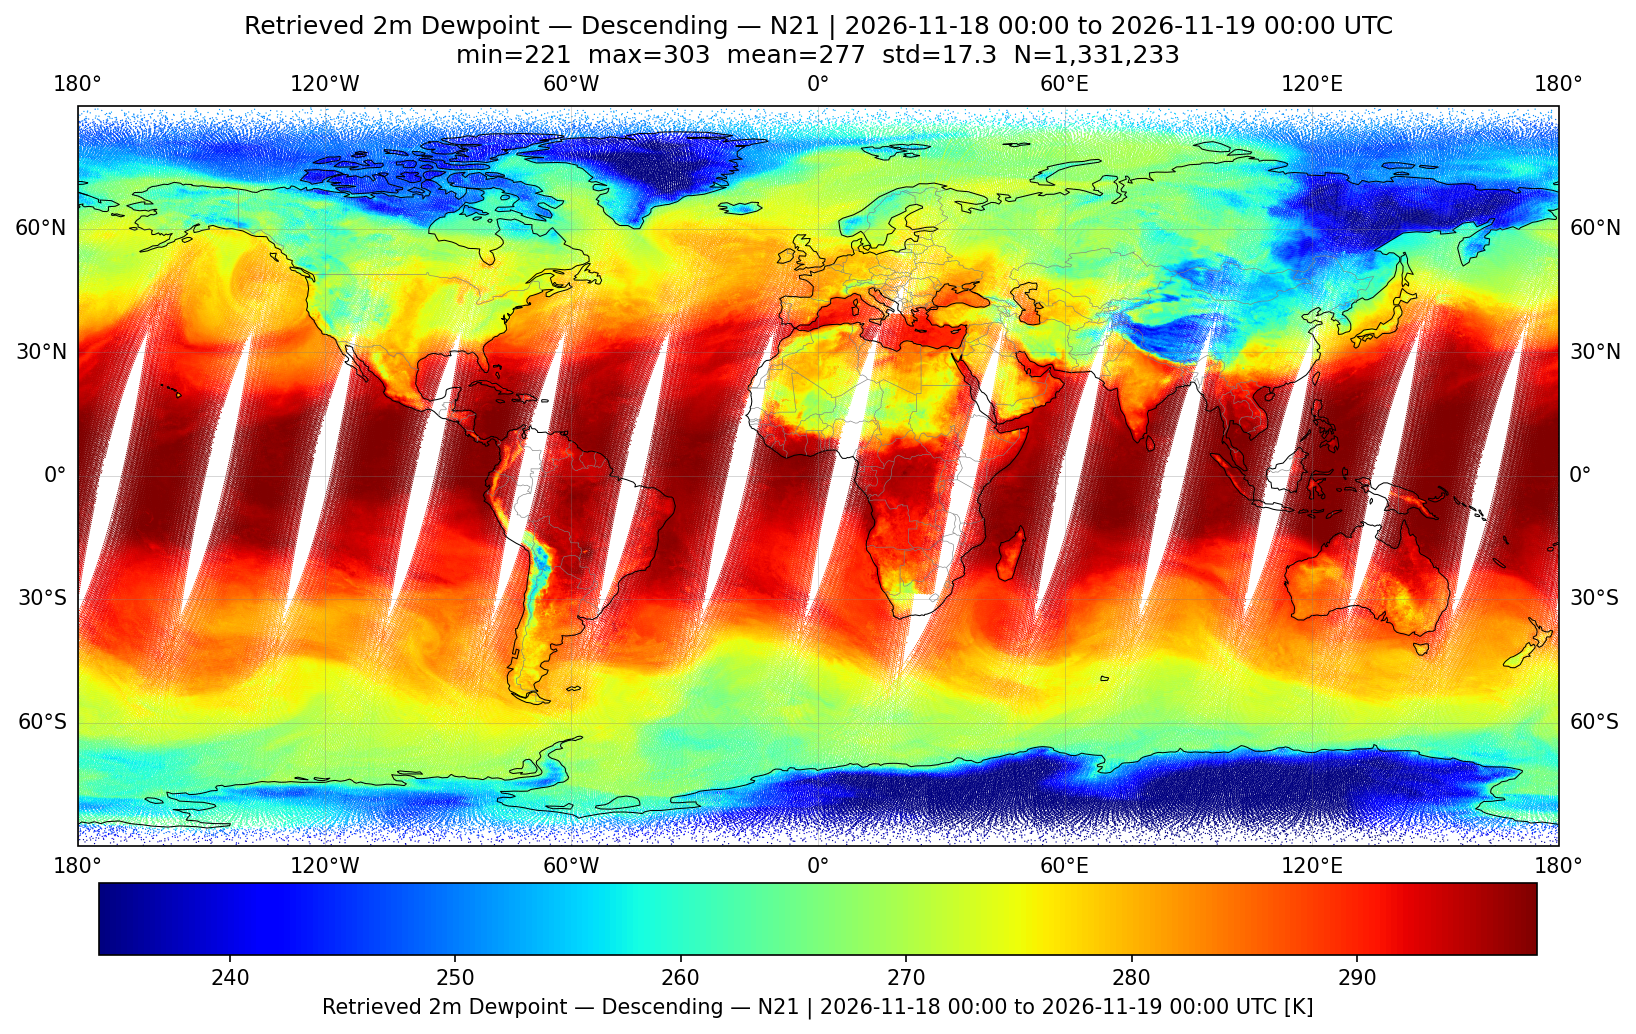 Retrieved 2m Dewpoint — Descending — N21 | 2026-11-18 00:00 to 2026-11-19 00:00 UTC
min=221  max=303  mean=277  std=17.3  N=1,331,233
180° 120°W 60°W 0° 60°E 120°E 180°
60°N 60°N
30°N 30°N
0° 0°
30°S 30°S
60°S 60°S
180° 120°W 60°W 0° 60°E 120°E 180°
240 250 260 270 280 290
Retrieved 2m Dewpoint — Descending — N21 | 2026-11-18 00:00 to 2026-11-19 00:00 UTC [K]